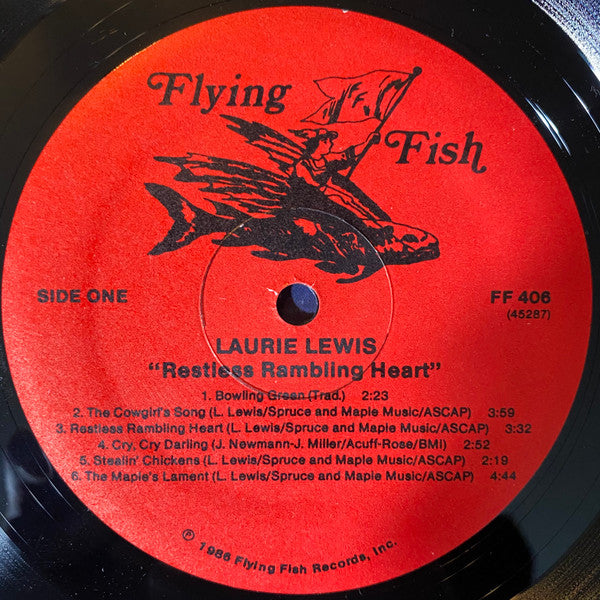 Flying
Fish
SIDE ONE
FF 406
(45287)
LAURIE LEWIS
"Restless Rambling Heart"
1. Bowling Green (Trad.) 2:23
2. The Cowgirl's Song (L. Lewis/Spruce and Maple Music/ASCAP) 3:59
3. Restless Rambling Heart (L. Lewis/Spruce and Maple Music/ASCAP) 3:32
4. Cry, Cry Darling (J. Newmann-J. Miller/Acuff-Rose/BMI) 2:52
5. Stealin' Chickens (L. Lewis/Spruce and Maple Music/ASCAP) 2:19
6. The Maple's Lament (L. Lewis/Spruce and Maple Music/ASCAP) 4:44
℗ 1986 Flying Fish Records, Inc.